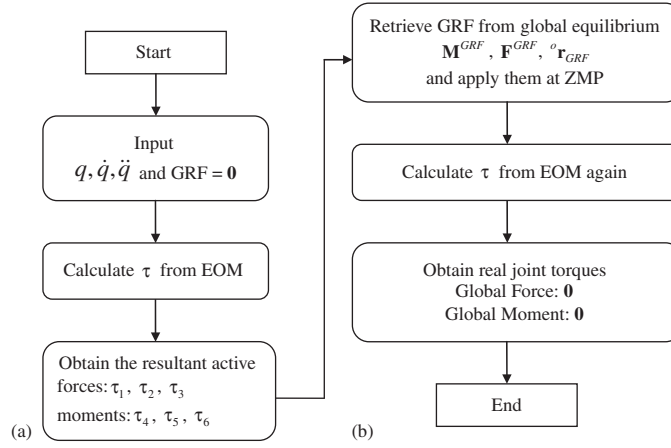 Start
Input
q, q̇, q̈ and GRF = 0
Calculate τ from EOM
Obtain the resultant active
forces: τ₁, τ₂, τ₃
moments: τ₄, τ₅, τ₆
(a)
Retrieve GRF from global equilibrium
M^GRF, F^GRF, ᵒr_GRF
and apply them at ZMP
Calculate τ from EOM again
Obtain real joint torques
Global Force: 0
Global Moment: 0
End
(b)